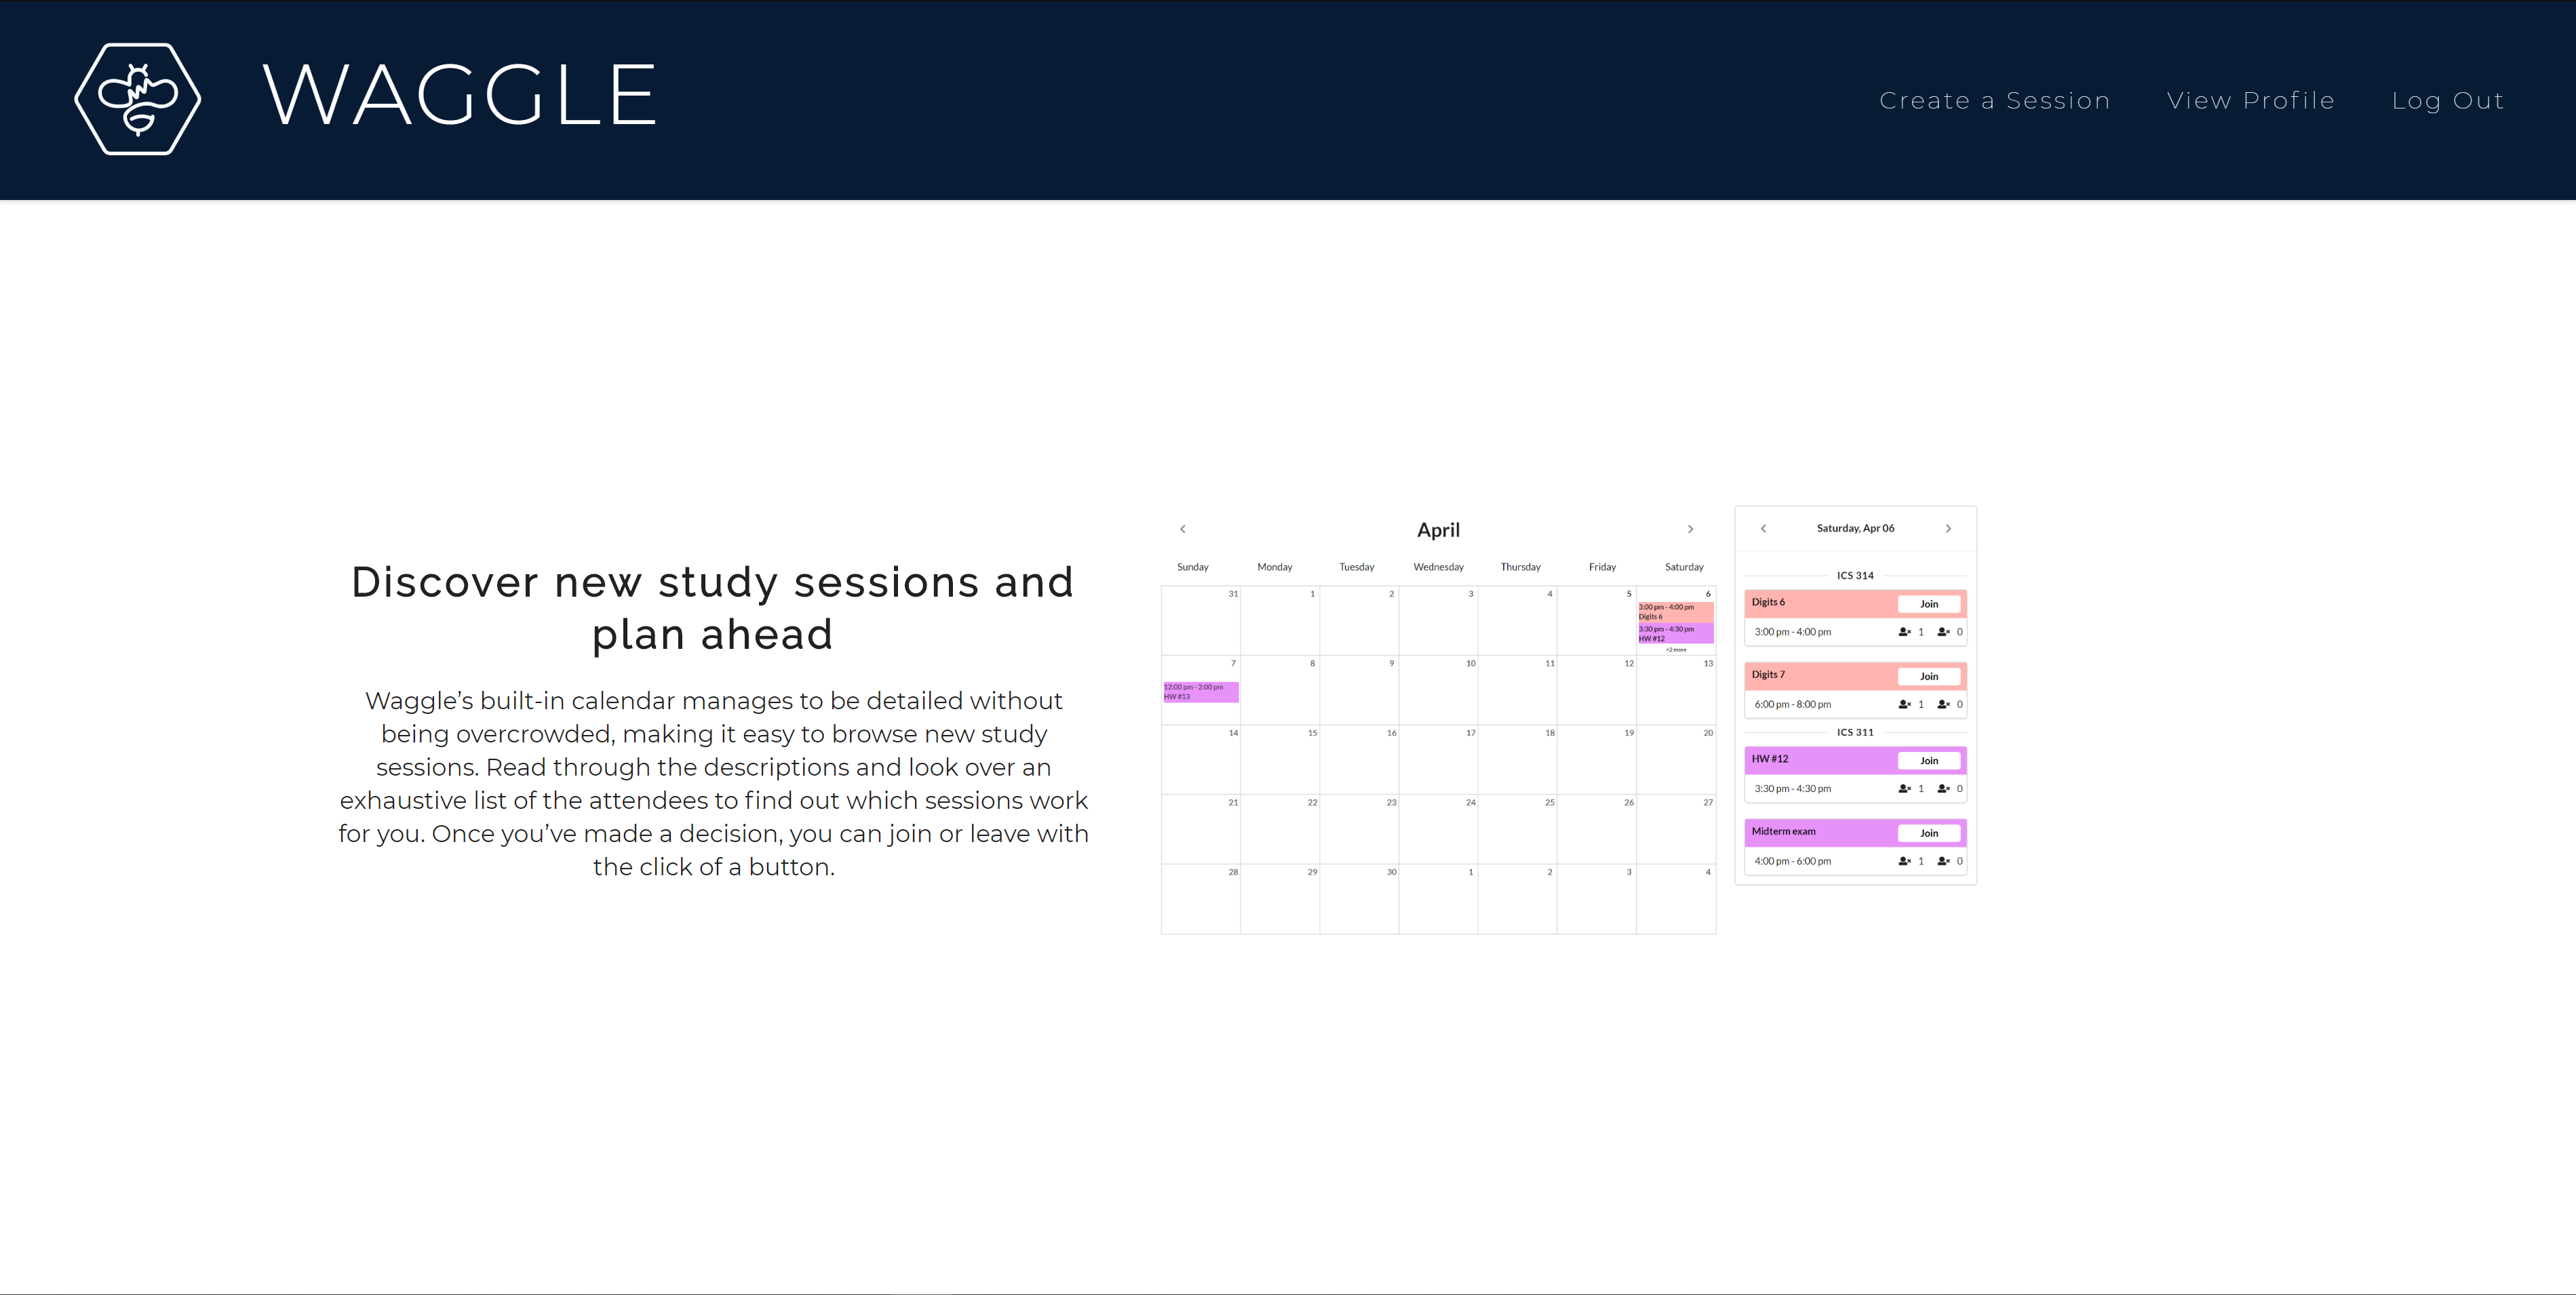 WAGGLE
Create a Session
View Profile
Log Out
Discover new study sessions and
plan ahead
Waggle’s built-in calendar manages to be detailed without
being overcrowded, making it easy to browse new study
sessions. Read through the descriptions and look over an
exhaustive list of the attendees to find out which sessions work
for you. Once you’ve made a decision, you can join or leave with
the click of a button.
April
Sunday Monday Tuesday Wednesday Thursday Friday Saturday
31 1 2 3 4 5 6
3:00 pm - 4:00 pm
Digits 6
3:30 pm - 4:30 pm
HW #12
+2 more
7 8 9 10 11 12 13
12:00 pm - 2:00 pm
HW #13
14 15 16 17 18 19 20
21 22 23 24 25 26 27
28 29 30 1 2 3 4
Saturday, Apr 06
ICS 314
Digits 6 Join
3:00 pm - 4:00 pm 1 0
Digits 7 Join
6:00 pm - 8:00 pm 1 0
ICS 311
HW #12 Join
3:30 pm - 4:30 pm 1 0
Midterm exam Join
4:00 pm - 6:00 pm 1 0